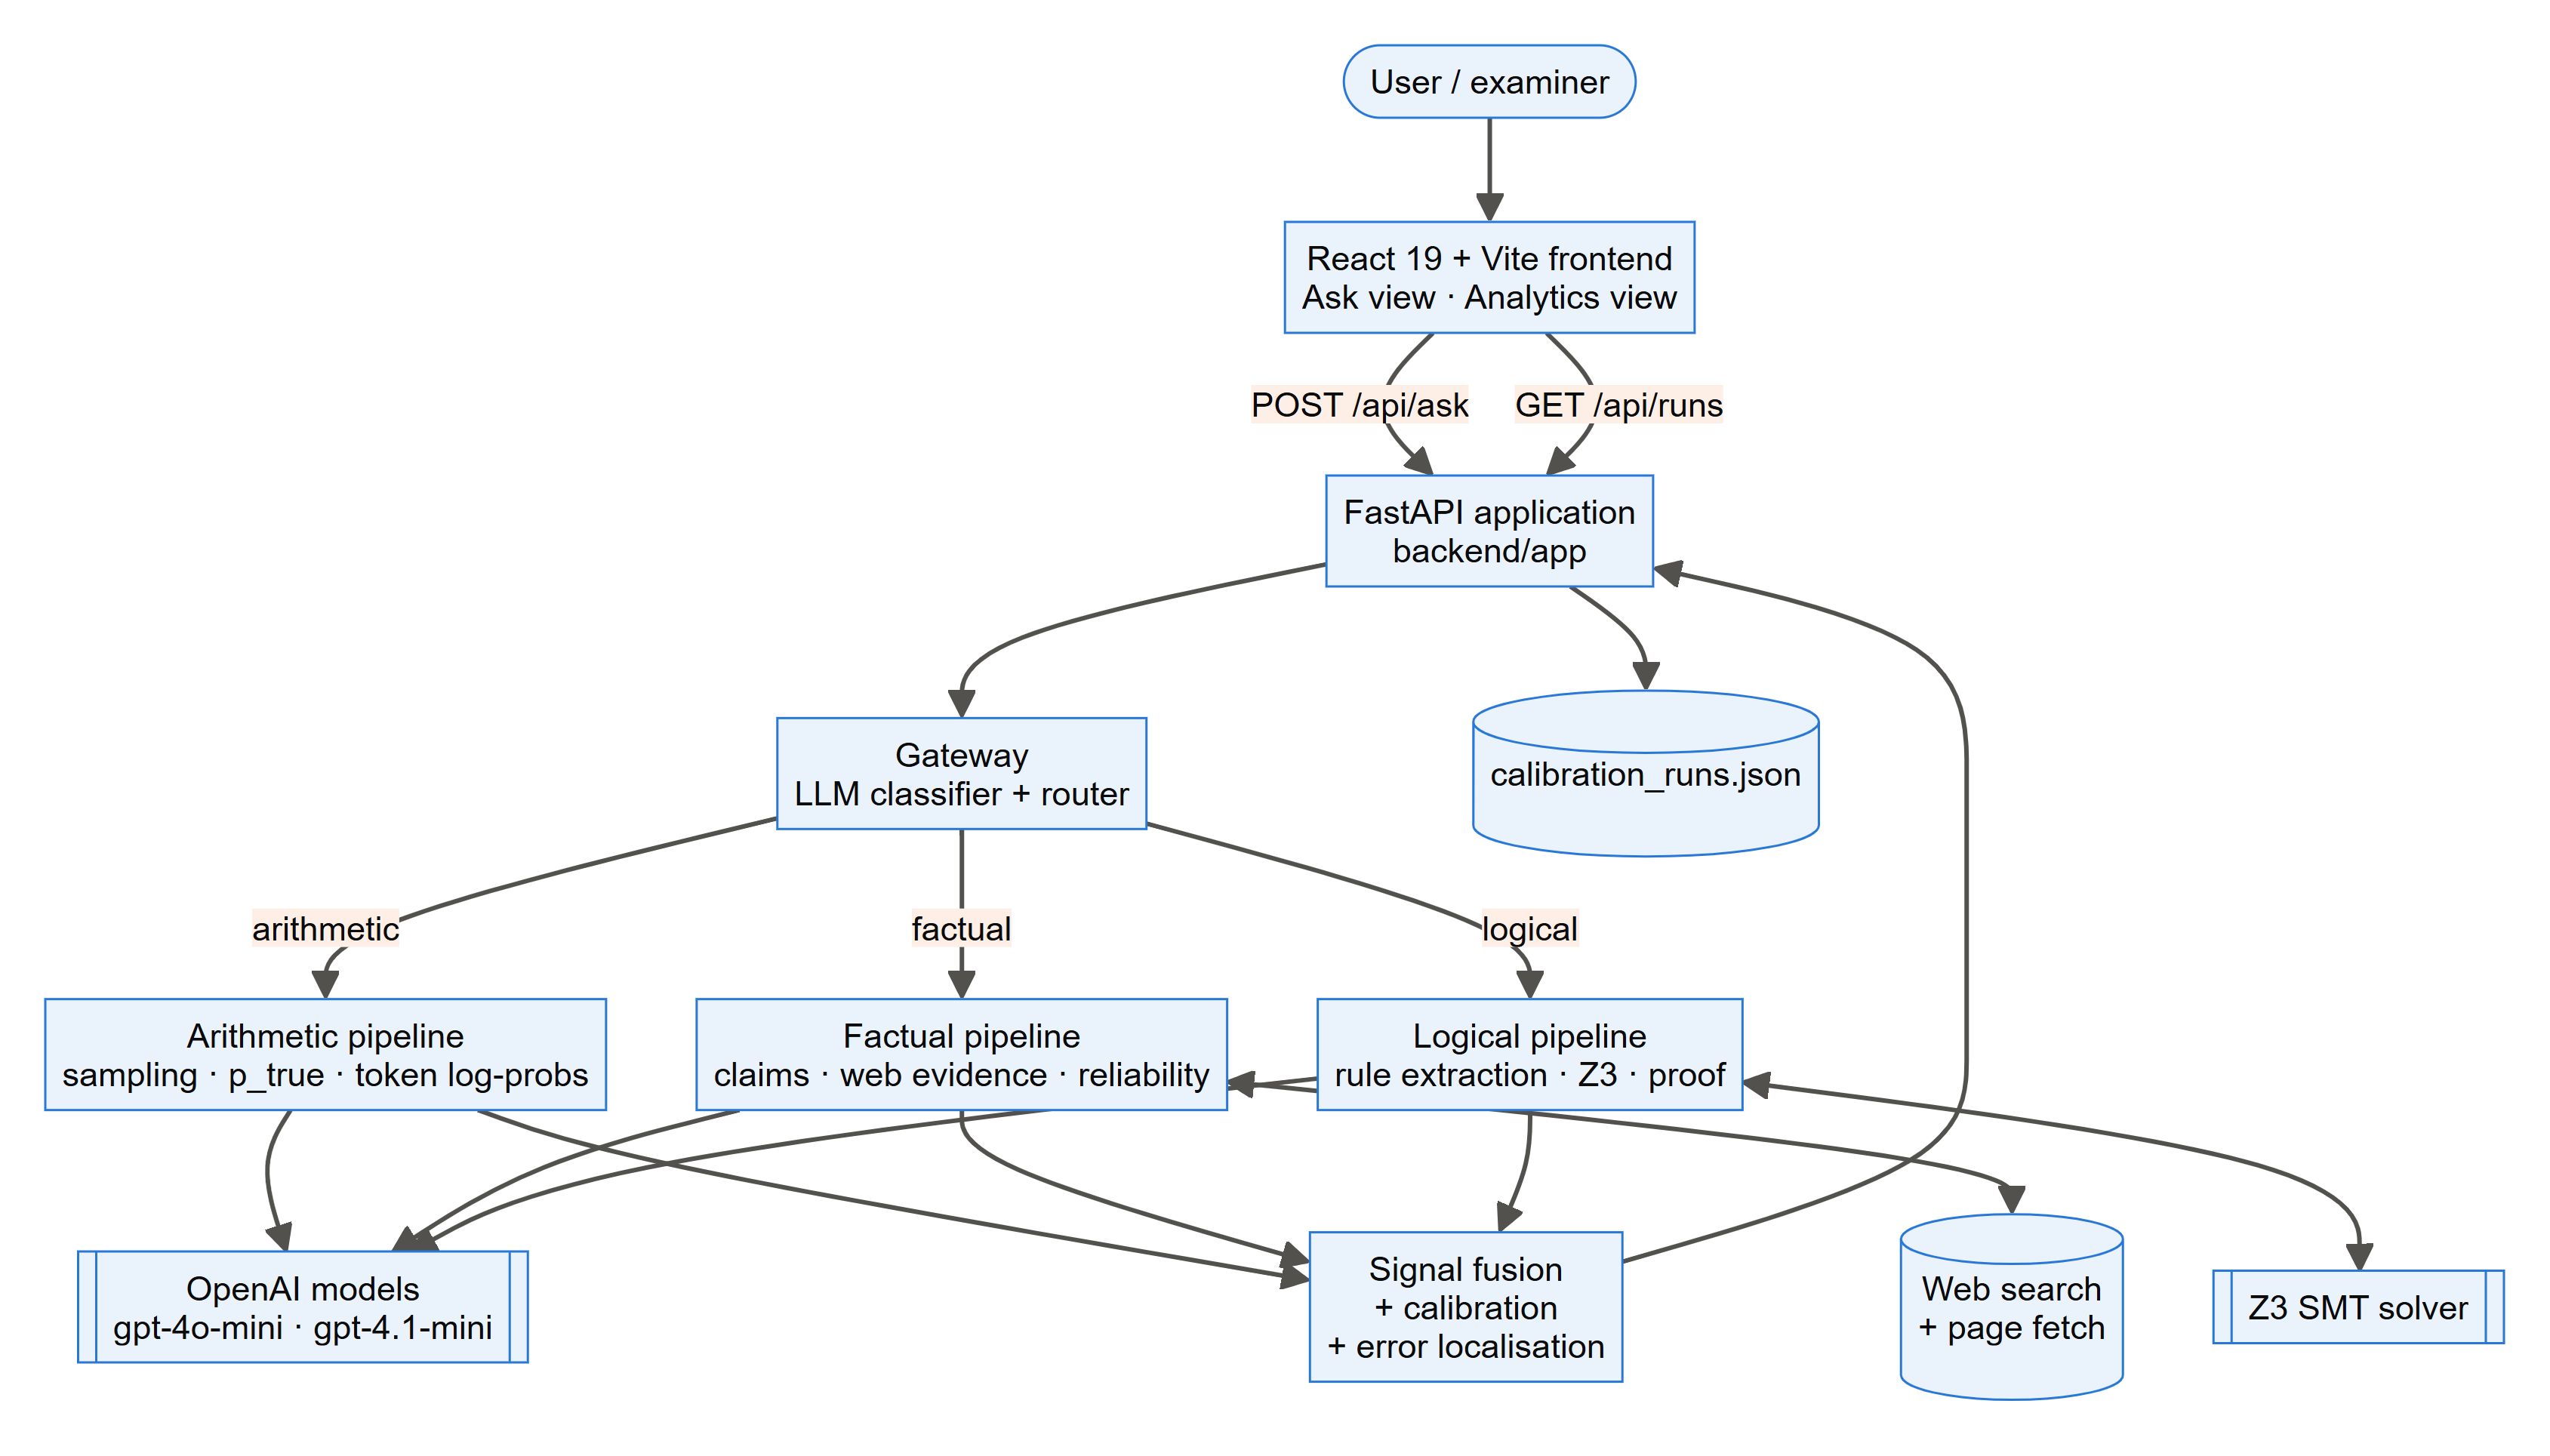 User / examiner
React 19 + Vite frontend
Ask view · Analytics view
POST /api/ask
GET /api/runs
FastAPI application
backend/app
Gateway
LLM classifier + router
calibration_runs.json
arithmetic
factual
logical
Arithmetic pipeline
sampling · p_true · token log-probs
Factual pipeline
claims · web evidence · reliability
Logical pipeline
rule extraction · Z3 · proof
OpenAI models
gpt-4o-mini · gpt-4.1-mini
Signal fusion
+ calibration
+ error localisation
Web search
+ page fetch
Z3 SMT solver